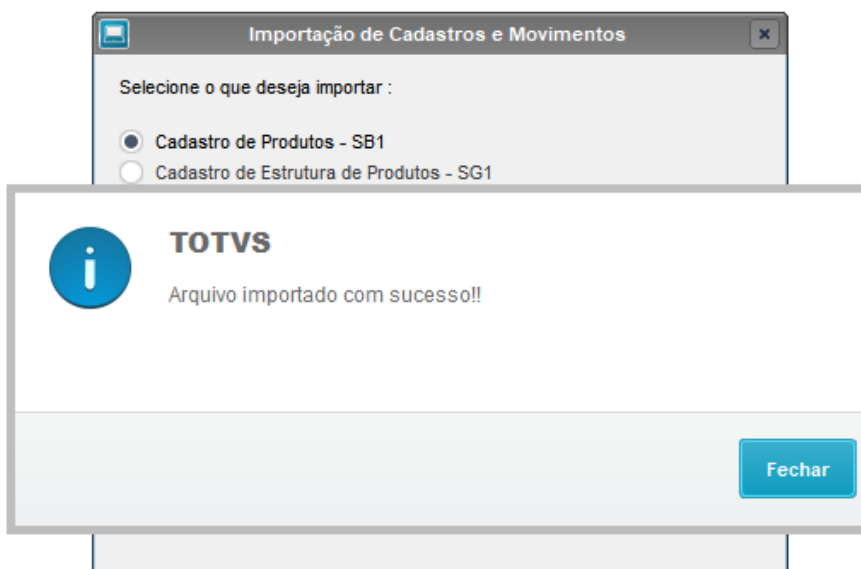 Importação de Cadastros e Movimentos
Selecione o que deseja importar :
Cadastro de Produtos - SB1
Cadastro de Estrutura de Produtos - SG1
TOTVS
Arquivo importado com sucesso!!
Fechar